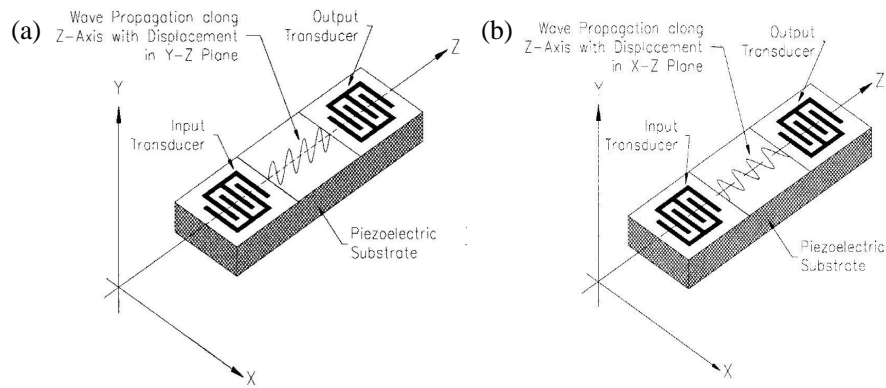 (a)
Wave Propagation along
Z-Axis with Displacement
in Y-Z Plane
Output
Transducer
Z
Y
Input
Transducer
Piezoelectric
Substrate
X
(b)
Wave Propagation along
Z-Axis with Displacement
in X-Z Plane
Output
Transducer
Z
Y
Input
Transducer
Piezoelectric
Substrate
X